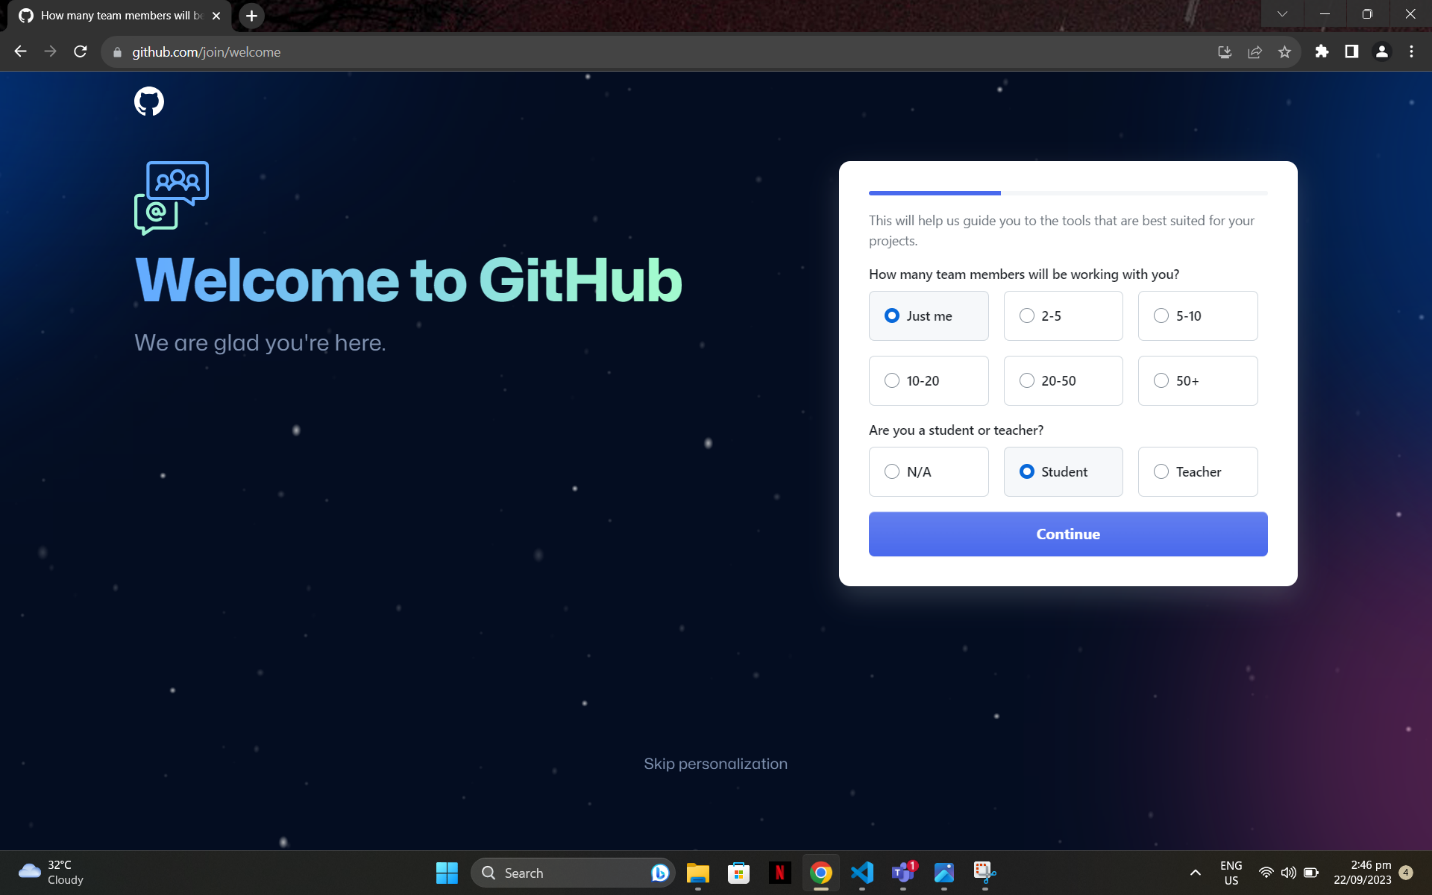 How many team members will be
github.com/join/welcome
Welcome to GitHub
We are glad you're here.
This will help us guide you to the tools that are best suited for your
projects.
How many team members will be working with you?
Just me
2-5
5-10
10-20
20-50
50+
Are you a student or teacher?
N/A
Student
Teacher
Continue
Skip personalization
32°C
Cloudy
Search
1
ENG
US
2:46 pm
22/09/2023
4